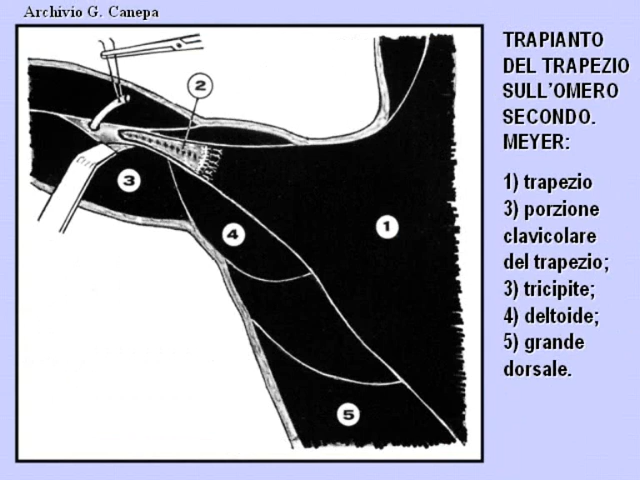 Archivio G. Canepa
TRAPIANTO
DEL TRAPEZIO
SULL'OMERO
SECONDO.
MEYER:
1) trapezio
3) porzione
clavicolare
del trapezio;
3) tricipite;
4) deltoide;
5) grande
dorsale.
2
3
4
1
5